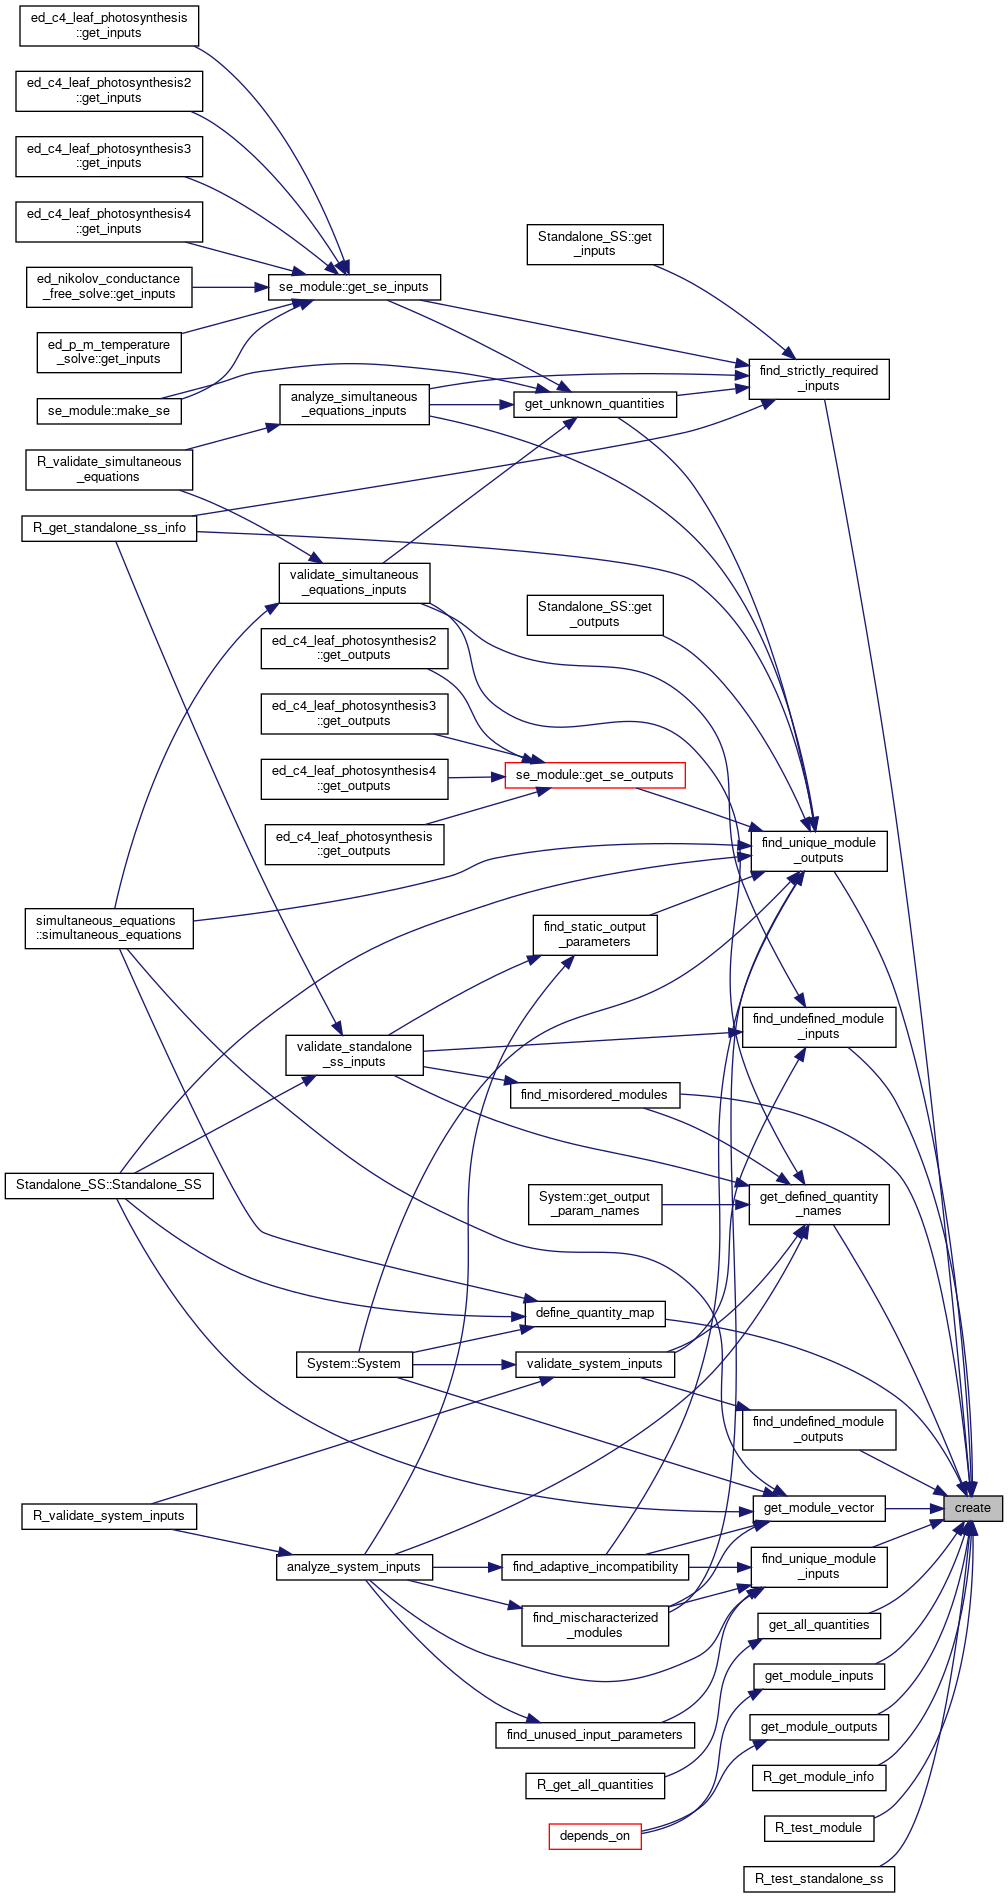 ed_c4_leaf_photosynthesis
::get_inputs
ed_c4_leaf_photosynthesis2
::get_inputs
ed_c4_leaf_photosynthesis3
::get_inputs
ed_c4_leaf_photosynthesis4
::get_inputs
ed_nikolov_conductance
_free_solve::get_inputs
ed_p_m_temperature
_solve::get_inputs
se_module::make_se
R_validate_simultaneous
_equations
R_get_standalone_ss_info
simultaneous_equations
::simultaneous_equations
Standalone_SS::Standalone_SS
R_validate_system_inputs
se_module::get_se_inputs
analyze_simultaneous
_equations_inputs
validate_simultaneous
_equations_inputs
ed_c4_leaf_photosynthesis2
::get_outputs
ed_c4_leaf_photosynthesis3
::get_outputs
ed_c4_leaf_photosynthesis4
::get_outputs
ed_c4_leaf_photosynthesis
::get_outputs
validate_standalone
_ss_inputs
System::System
analyze_system_inputs
Standalone_SS::get
_inputs
get_unknown_quantities
Standalone_SS::get
_outputs
se_module::get_se_outputs
find_static_output
_parameters
find_misordered_modules
System::get_output
_param_names
define_quantity_map
validate_system_inputs
find_adaptive_incompatibility
find_mischaracterized
_modules
find_unused_input_parameters
R_get_all_quantities
depends_on
find_strictly_required
_inputs
find_unique_module
_outputs
find_undefined_module
_inputs
get_defined_quantity
_names
find_undefined_module
_outputs
get_module_vector
find_unique_module
_inputs
get_all_quantities
get_module_inputs
get_module_outputs
R_get_module_info
R_test_module
R_test_standalone_ss
create